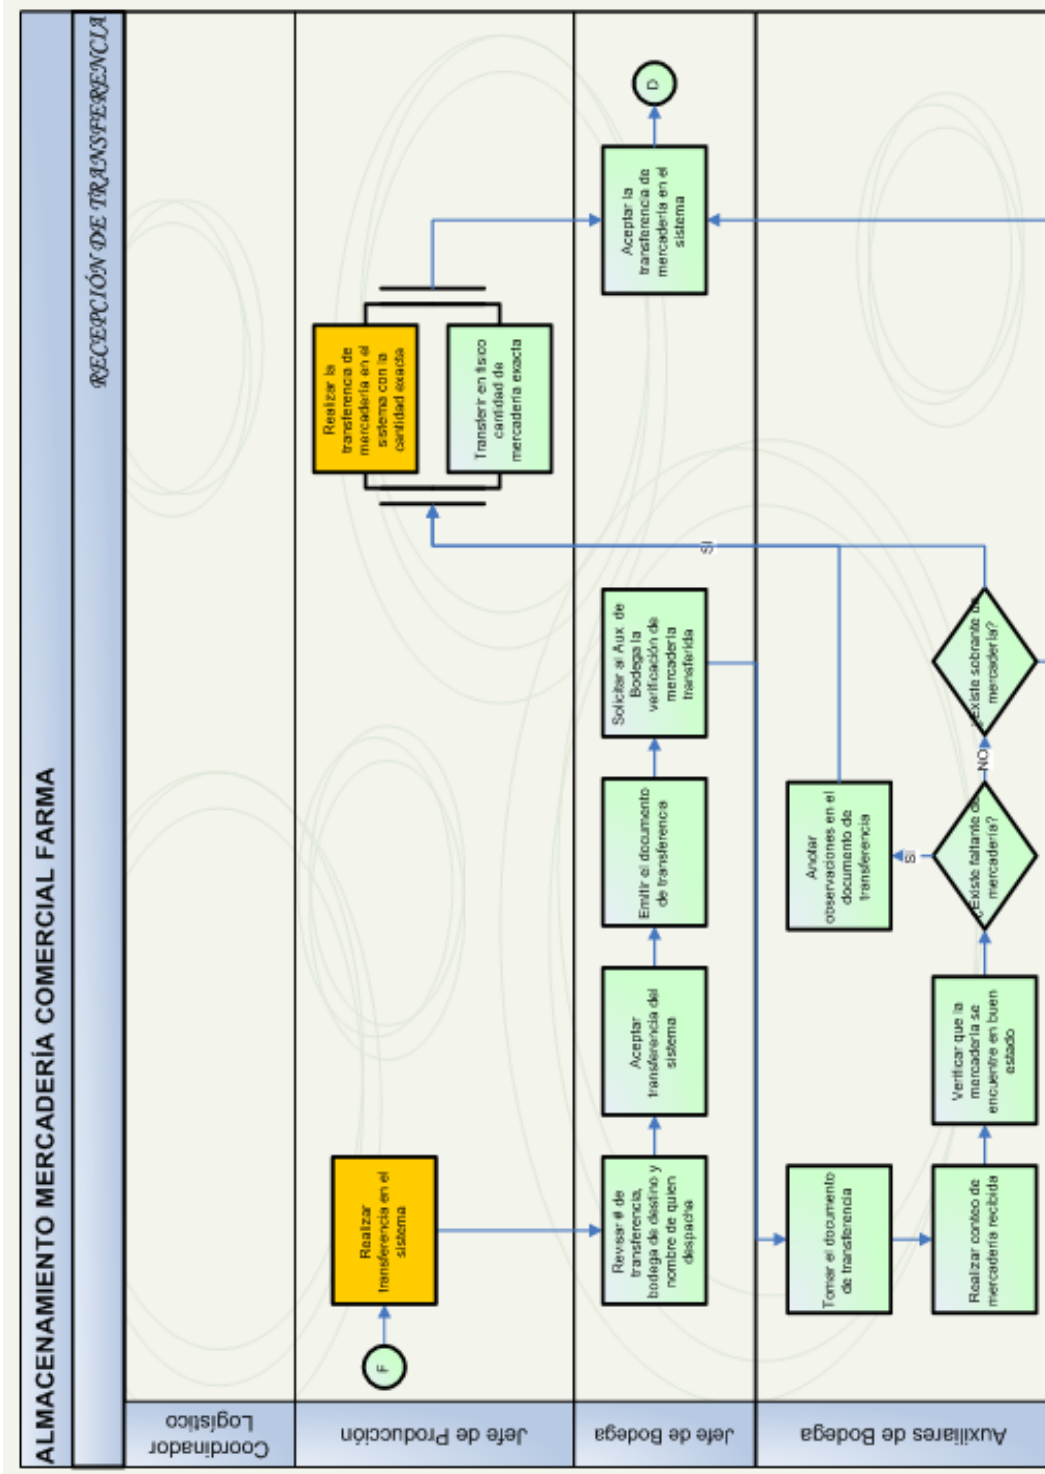 ALMACENAMIENTO MERCADERÍA COMERCIAL FARMA
RECEPCIÓN DE TRANSFERENCIA
Coordinador
Logístico
Jefe de Producción
F
Realizar
transferencia en el
sistema
Realizar la
transferencia de
mercadería en el
sistema con la
cantidad exacta
Transferir en físico
cantidad de
mercadería exacta
Jefe de Bodega
Revisar # de
transferencia,
bodega de destino y
nombre de quien
despacha
Aceptar
transferencia del
sistema
Emitir el documento
de transferencia
Solicitar al Aux. de
Bodega la
verificación de
mercadería
transferida
SI
Aceptar la
transferencia de
mercadería en el
sistema
D
Auxiliares de Bodega
Tomar el documento
de transferencia
Realizar conteo de
mercadería recibida
Verificar que la
mercadería se
encuentre en buen
estado
¿Existe faltante de
mercadería?
SI
Anotar
observaciones en el
documento de
transferencia
NO
¿Existe sobrante de
mercadería?